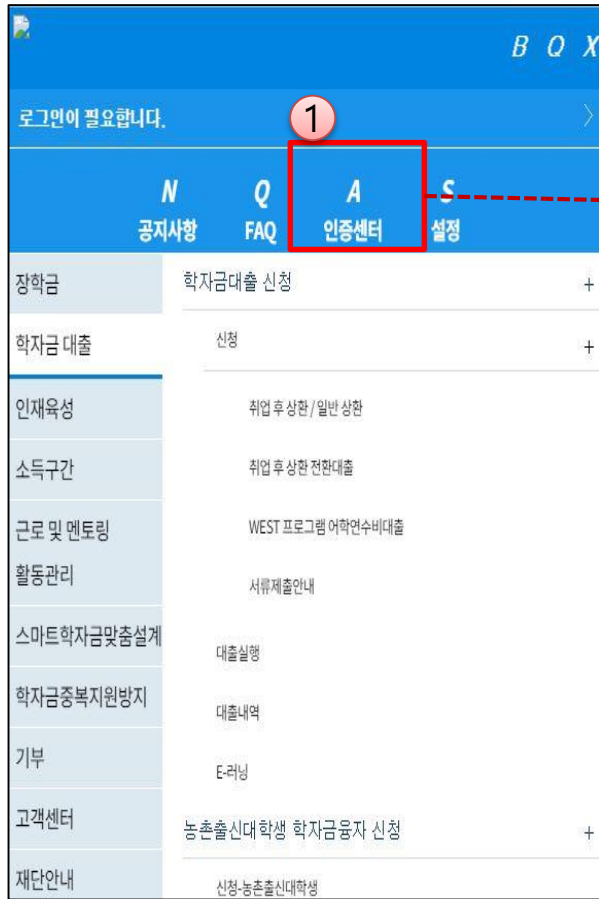 B Q X
로그인이 필요합니다.
1
N Q A S
공지사항 FAQ 인증센터 설정
장학금
학자금 대출
인재육성
소득구간
근로 및 멘토링
활동관리
스마트학자금맞춤설계
학자금중복지원방지
기부
고객센터
재단안내
학자금대출 신청 +
신청 +
취업 후 상환 / 일반 상환
취업 후 상환 전환대출
WEST 프로그램 어학연수비대출
서류제출안내
대출실행
대출내역
E-러닝
농촌출신대학생 학자금융자 신청 +
신청-농촌출신대학생